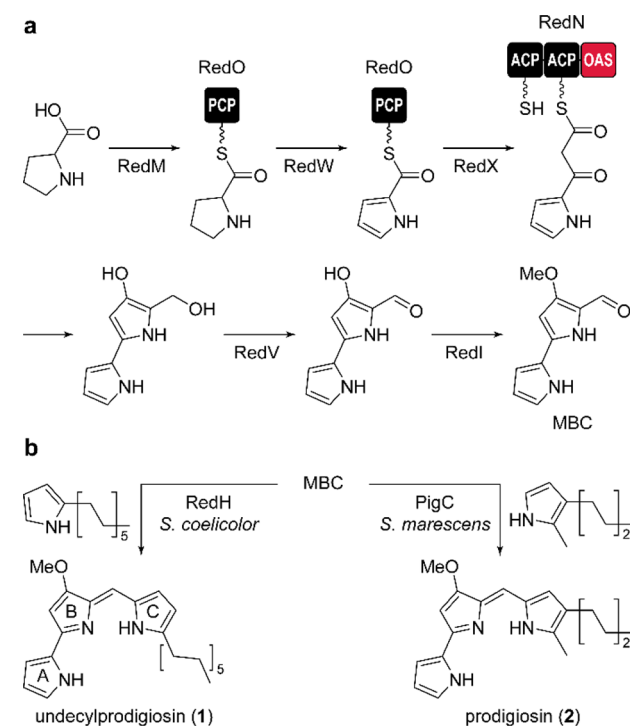 a
RedN
RedO
RedO
ACP
ACP
OAS
PCP
PCP
SH
S
HO
O
S
O
S
O
O
NH
RedM
NH
RedW
NH
RedX
NH
HO
OH
HO
O
MeO
O
NH
NH
NH
RedV
RedI
NH
NH
NH
MBC
b
MBC
NH
5
RedH
S. coelicolor
PigC
S. marescens
NH
2
MeO
MeO
B
C
N
HN
5
N
HN
2
A
NH
NH
undecylprodigiosin (1)
prodigiosin (2)